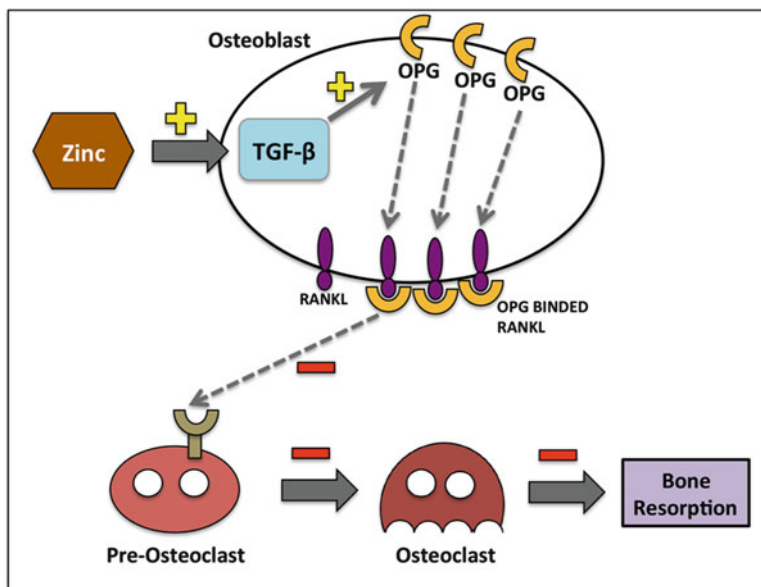 Osteoblast
OPG
OPG
OPG
Zinc
TGF-β
RANKL
OPG BINDED
RANKL
Pre-Osteoclast
Osteoclast
Bone
Resorption